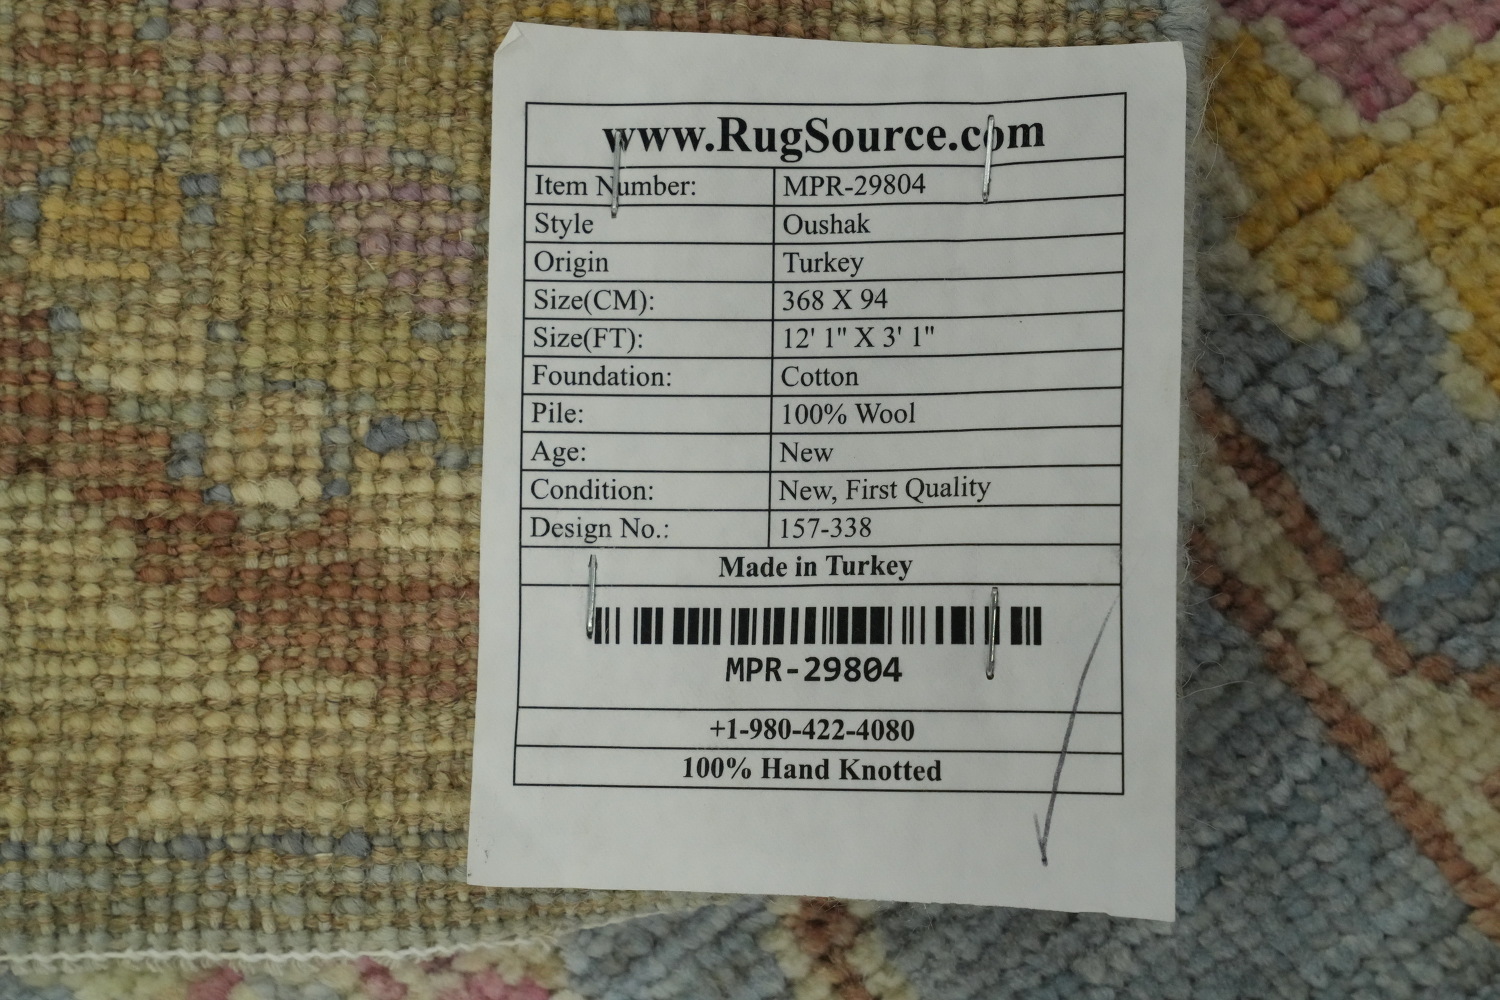 www.RugSource.com
Item Number: MPR-29804
Style Oushak
Origin Turkey
Size(CM): 368 X 94
Size(FT): 12' 1" X 3' 1"
Foundation: Cotton
Pile: 100% Wool
Age: New
Condition: New, First Quality
Design No.: 157-338
Made in Turkey
MPR-29804
+1-980-422-4080
100% Hand Knotted